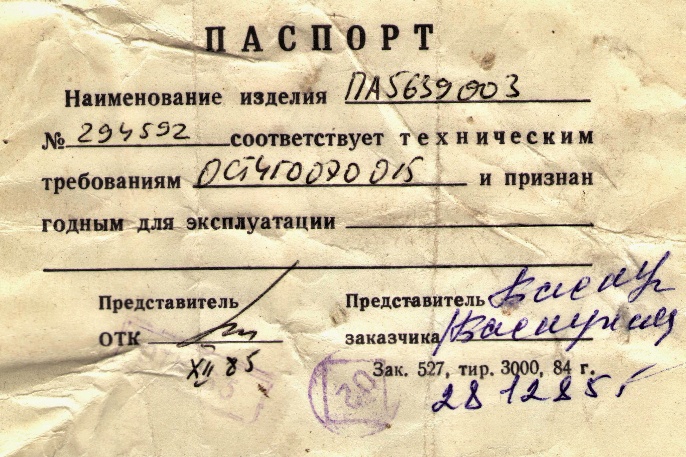 ПАСПОРТ
Наименование изделия ПА5639003
№ 294592 соответствует техническим
требованиям ОСТ4ГО070015 и признан
годным для эксплуатации
Представитель Представитель
ОТК заказчика
XII 85 Зак. 527, тир. 3000, 84 г.
28 12 85 г